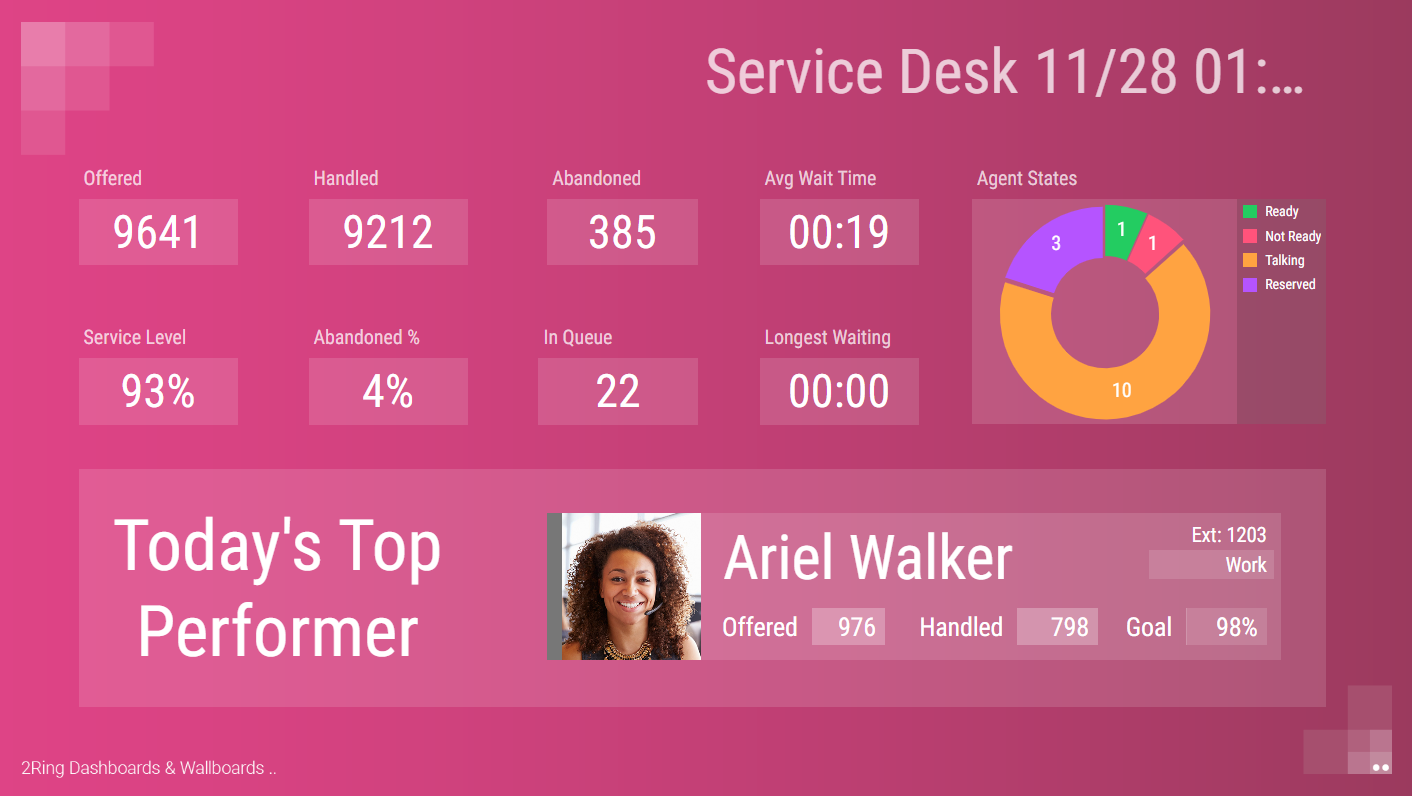 Service Desk 11/28 01:...
Offered
Handled
Abandoned
Avg Wait Time
Agent States
9641
9212
385
00:19
Service Level
Abandoned %
In Queue
Longest Waiting
93%
4%
22
00:00
1
1
3
10
Ready
Not Ready
Talking
Reserved
Today's Top
Performer
Ariel Walker
Ext: 1203
Work
Offered 976 Handled 798 Goal 98%
2Ring Dashboards & Wallboards ..